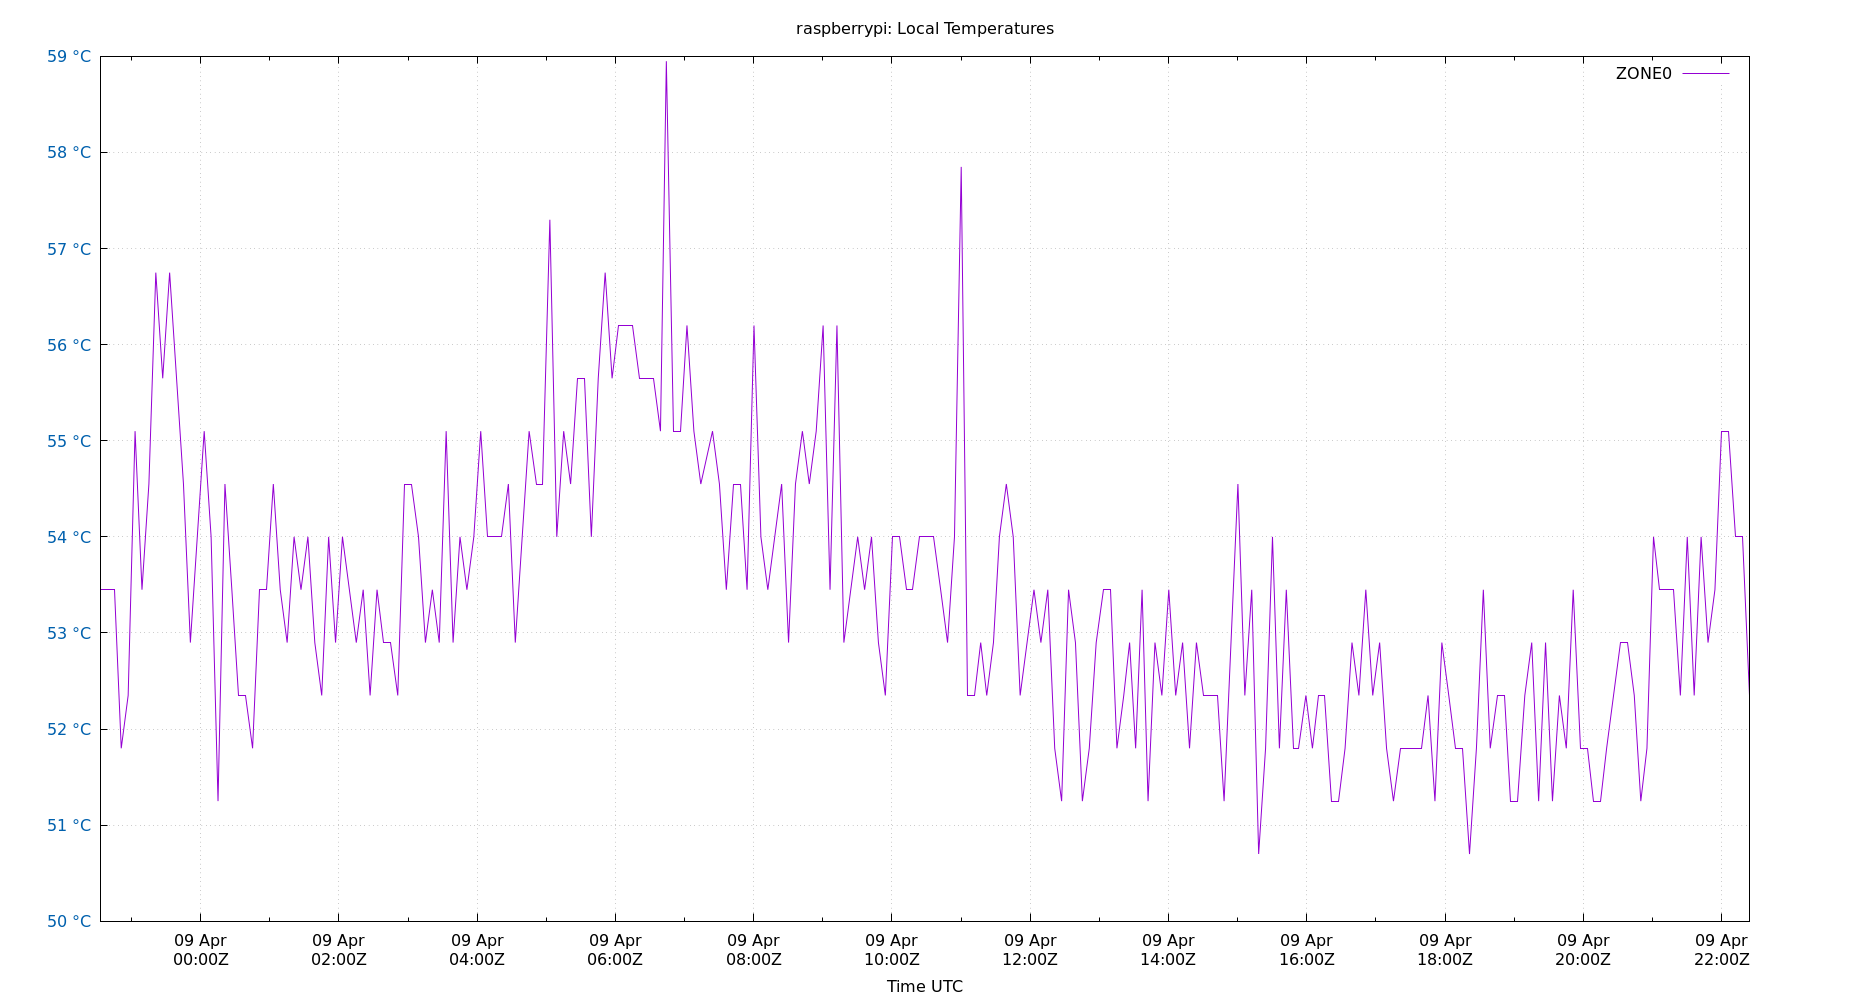 raspberrypi: Local Temperatures
ZONE0
59 °C
58 °C
57 °C
56 °C
55 °C
54 °C
53 °C
52 °C
51 °C
50 °C
09 Apr 09 Apr 09 Apr 09 Apr 09 Apr 09 Apr 09 Apr 09 Apr 09 Apr 09 Apr 09 Apr 09 Apr
00:00Z 02:00Z 04:00Z 06:00Z 08:00Z 10:00Z 12:00Z 14:00Z 16:00Z 18:00Z 20:00Z 22:00Z
Time UTC